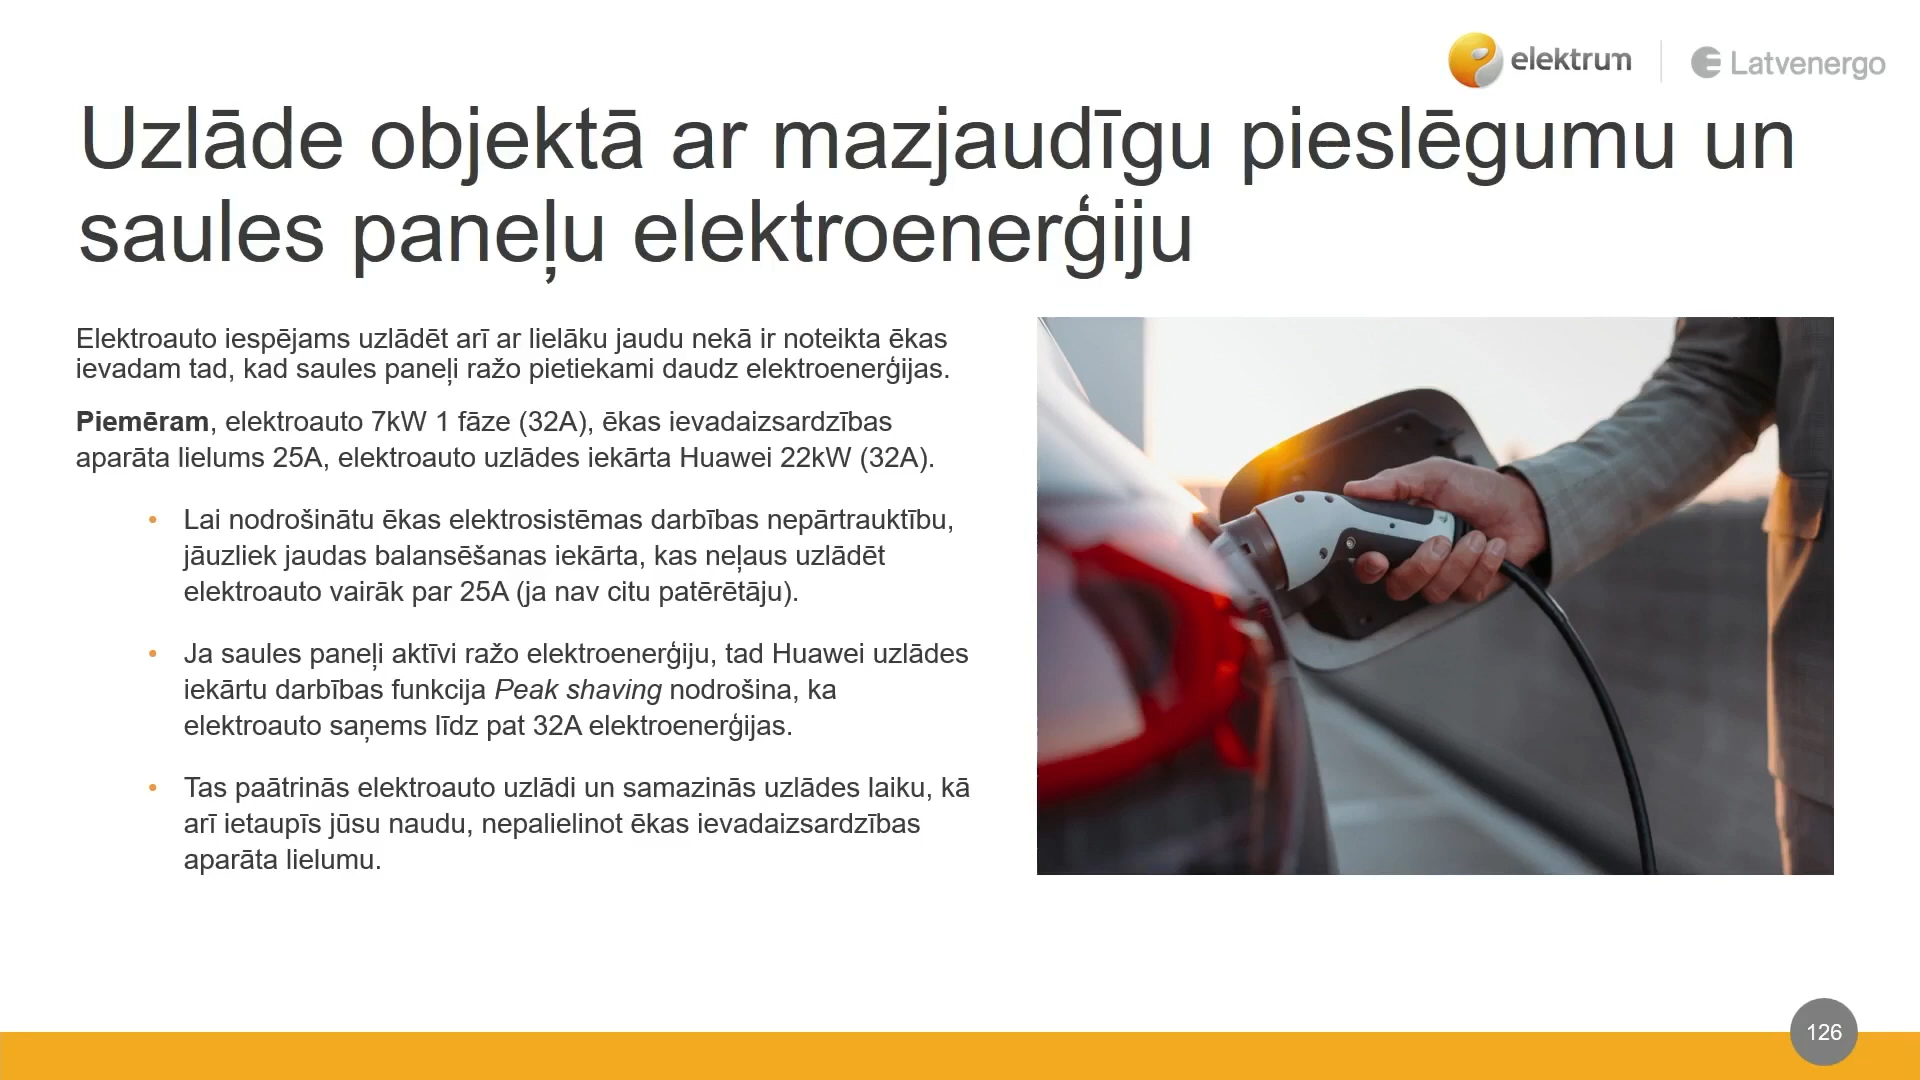 elektrum
Latvenergo
Uzlāde objektā ar mazjaudīgu pieslēgumu un
saules paneļu elektroenerģiju
Elektroauto iespējams uzlādēt arī ar lielāku jaudu nekā ir noteikta ēkas
ievadam tad, kad saules paneļi ražo pietiekami daudz elektroenerģijas.
Piemēram, elektroauto 7kW 1 fāze (32A), ēkas ievadaizsardzības
aparāta lielums 25A, elektroauto uzlādes iekārta Huawei 22kW (32A).
• Lai nodrošinātu ēkas elektrosistēmas darbības nepārtrauktību,
jāuzliek jaudas balansēšanas iekārta, kas neļaus uzlādēt
elektroauto vairāk par 25A (ja nav citu patērētāju).
• Ja saules paneļi aktīvi ražo elektroenerģiju, tad Huawei uzlādes
iekārtu darbības funkcija Peak shaving nodrošina, ka
elektroauto saņems līdz pat 32A elektroenerģijas.
• Tas paātrinās elektroauto uzlādi un samazinās uzlādes laiku, kā
arī ietaupīs jūsu naudu, nepalielinot ēkas ievadaizsardzības
aparāta lielumu.
126